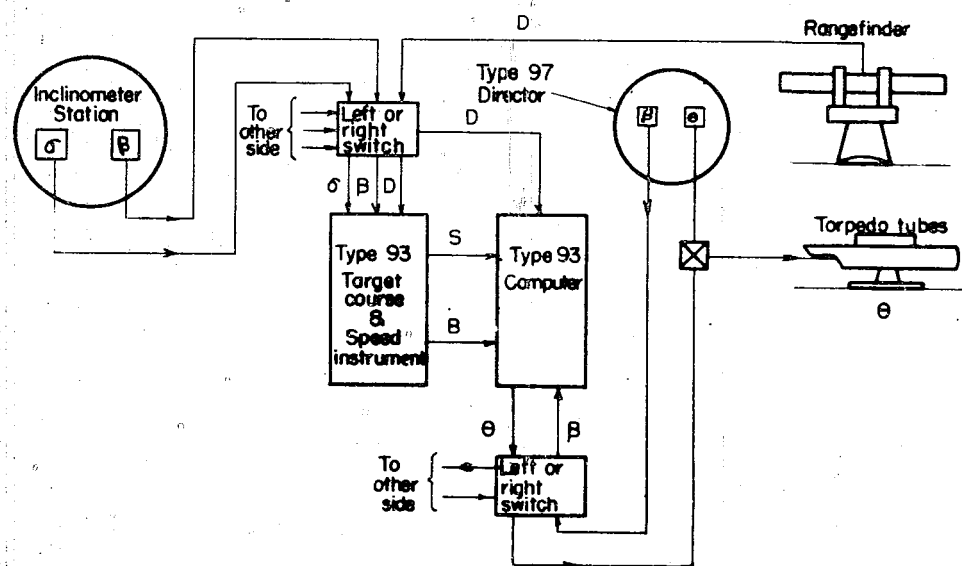 D
Rangefinder
Type 97
Director
Inclinometer
Station
σ
β
β
θ
To
other
side
Left or
right
switch
D
σ β D
Type 93
Target
course
&
Speed
instrument
S
B
Type 93
Computer
Torpedo tubes
θ
θ
β
To
other
side
Left or
right
switch